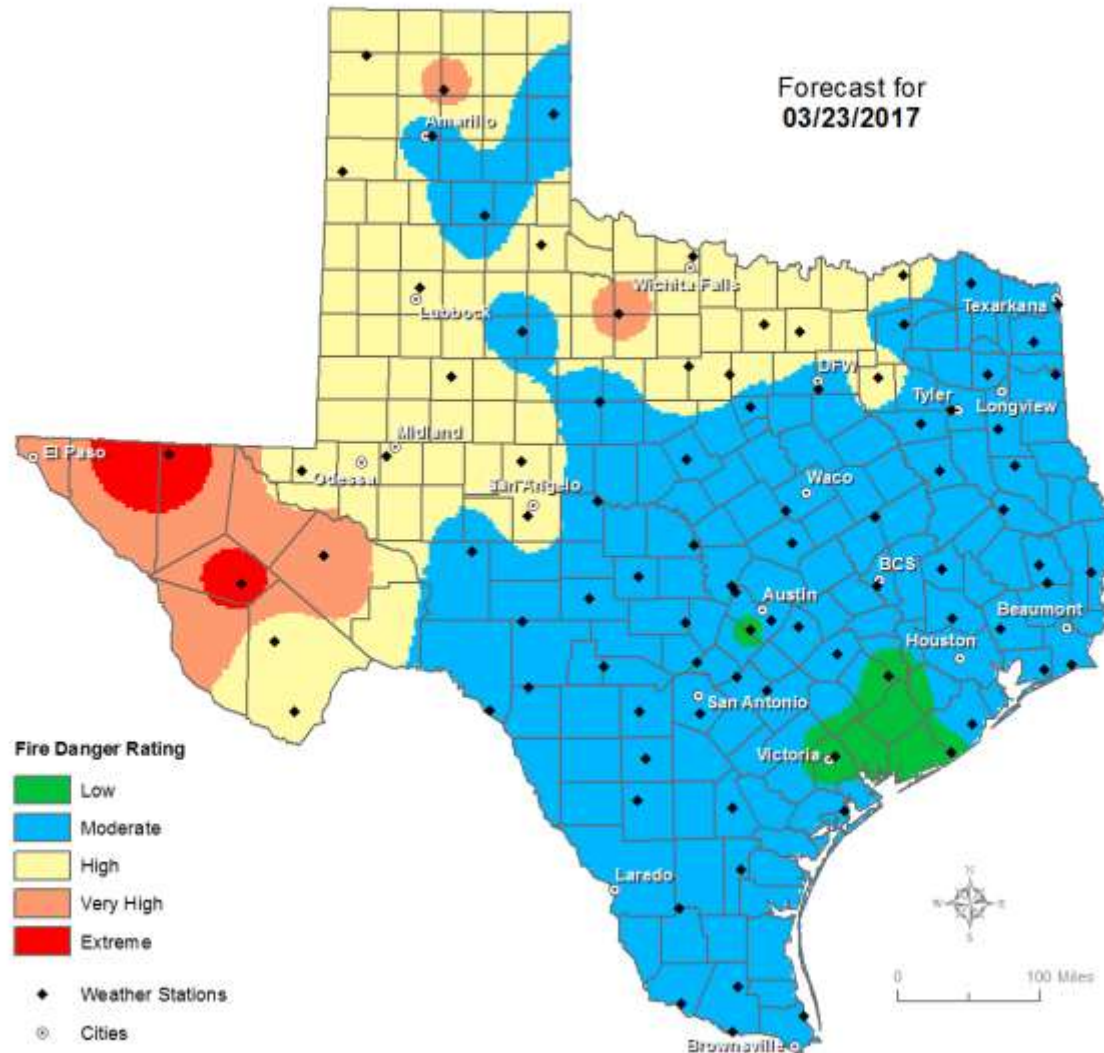 Forecast for
03/23/2017
Amarillo
Wichita Falls
Lubbock
Texarkana
DFW
Tyler
Longview
El Paso
Midland
Odessa
San Angelo
Waco
BCS
Austin
Beaumont
Houston
San Antonio
Victoria
Laredo
Brownsville
Fire Danger Rating
Low
Moderate
High
Very High
Extreme
Weather Stations
Cities
N
W
E
S
0
100 Miles